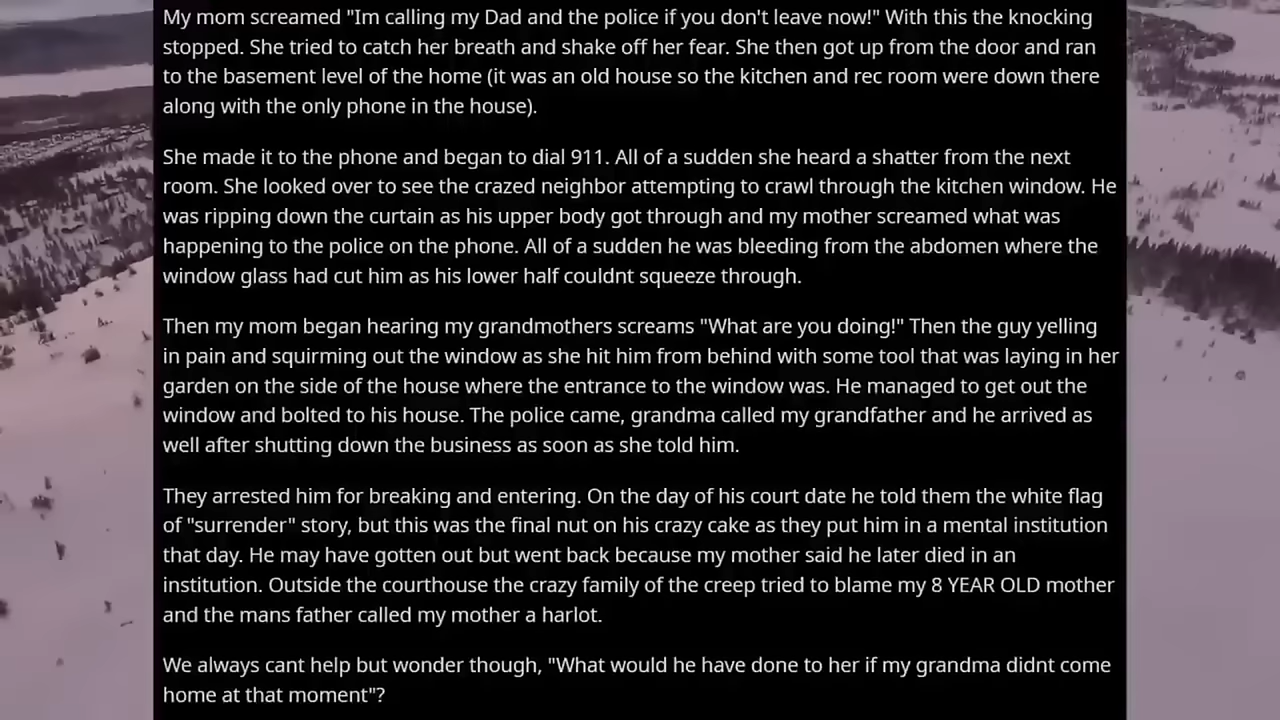 My mom screamed "Im calling my Dad and the police if you don't leave now!" With this the knocking
stopped. She tried to catch her breath and shake off her fear. She then got up from the door and ran
to the basement level of the home (it was an old house so the kitchen and rec room were down there
along with the only phone in the house).
She made it to the phone and began to dial 911. All of a sudden she heard a shatter from the next
room. She looked over to see the crazed neighbor attempting to crawl through the kitchen window. He
was ripping down the curtain as his upper body got through and my mother screamed what was
happening to the police on the phone. All of a sudden he was bleeding from the abdomen where the
window glass had cut him as his lower half couldnt squeeze through.
Then my mom began hearing my grandmothers screams "What are you doing!" Then the guy yelling
in pain and squirming out the window as she hit him from behind with some tool that was laying in her
garden on the side of the house where the entrance to the window was. He managed to get out the
window and bolted to his house. The police came, grandma called my grandfather and he arrived as
well after shutting down the business as soon as she told him.
They arrested him for breaking and entering. On the day of his court date he told them the white flag
of "surrender" story, but this was the final nut on his crazy cake as they put him in a mental institution
that day. He may have gotten out but went back because my mother said he later died in an
institution. Outside the courthouse the crazy family of the creep tried to blame my 8 YEAR OLD mother
and the mans father called my mother a harlot.
We always cant help but wonder though, "What would he have done to her if my grandma didnt come
home at that moment"?